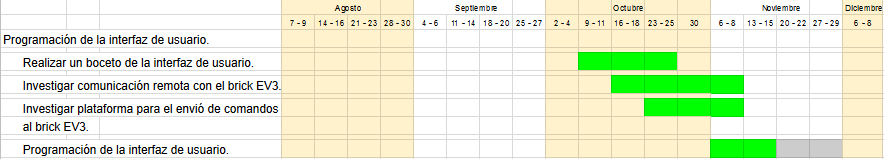 Agosto Septiembre Octubre Noviembre Diciembre
7 - 9 14 - 16 21 - 23 28 - 30 4 - 6 11 - 14 18 - 20 25 - 27 2 - 4 9 - 11 16 - 18 23 - 25 30 6 - 8 13 - 15 20 - 22 27 - 29 6 - 8
Programación de la interfaz de usuario.
Realizar un boceto de la interfaz de usuario.
Investigar comunicación remota con el brick EV3.
Investigar plataforma para el envió de comandos
al brick EV3.
Programación de la interfaz de usuario.